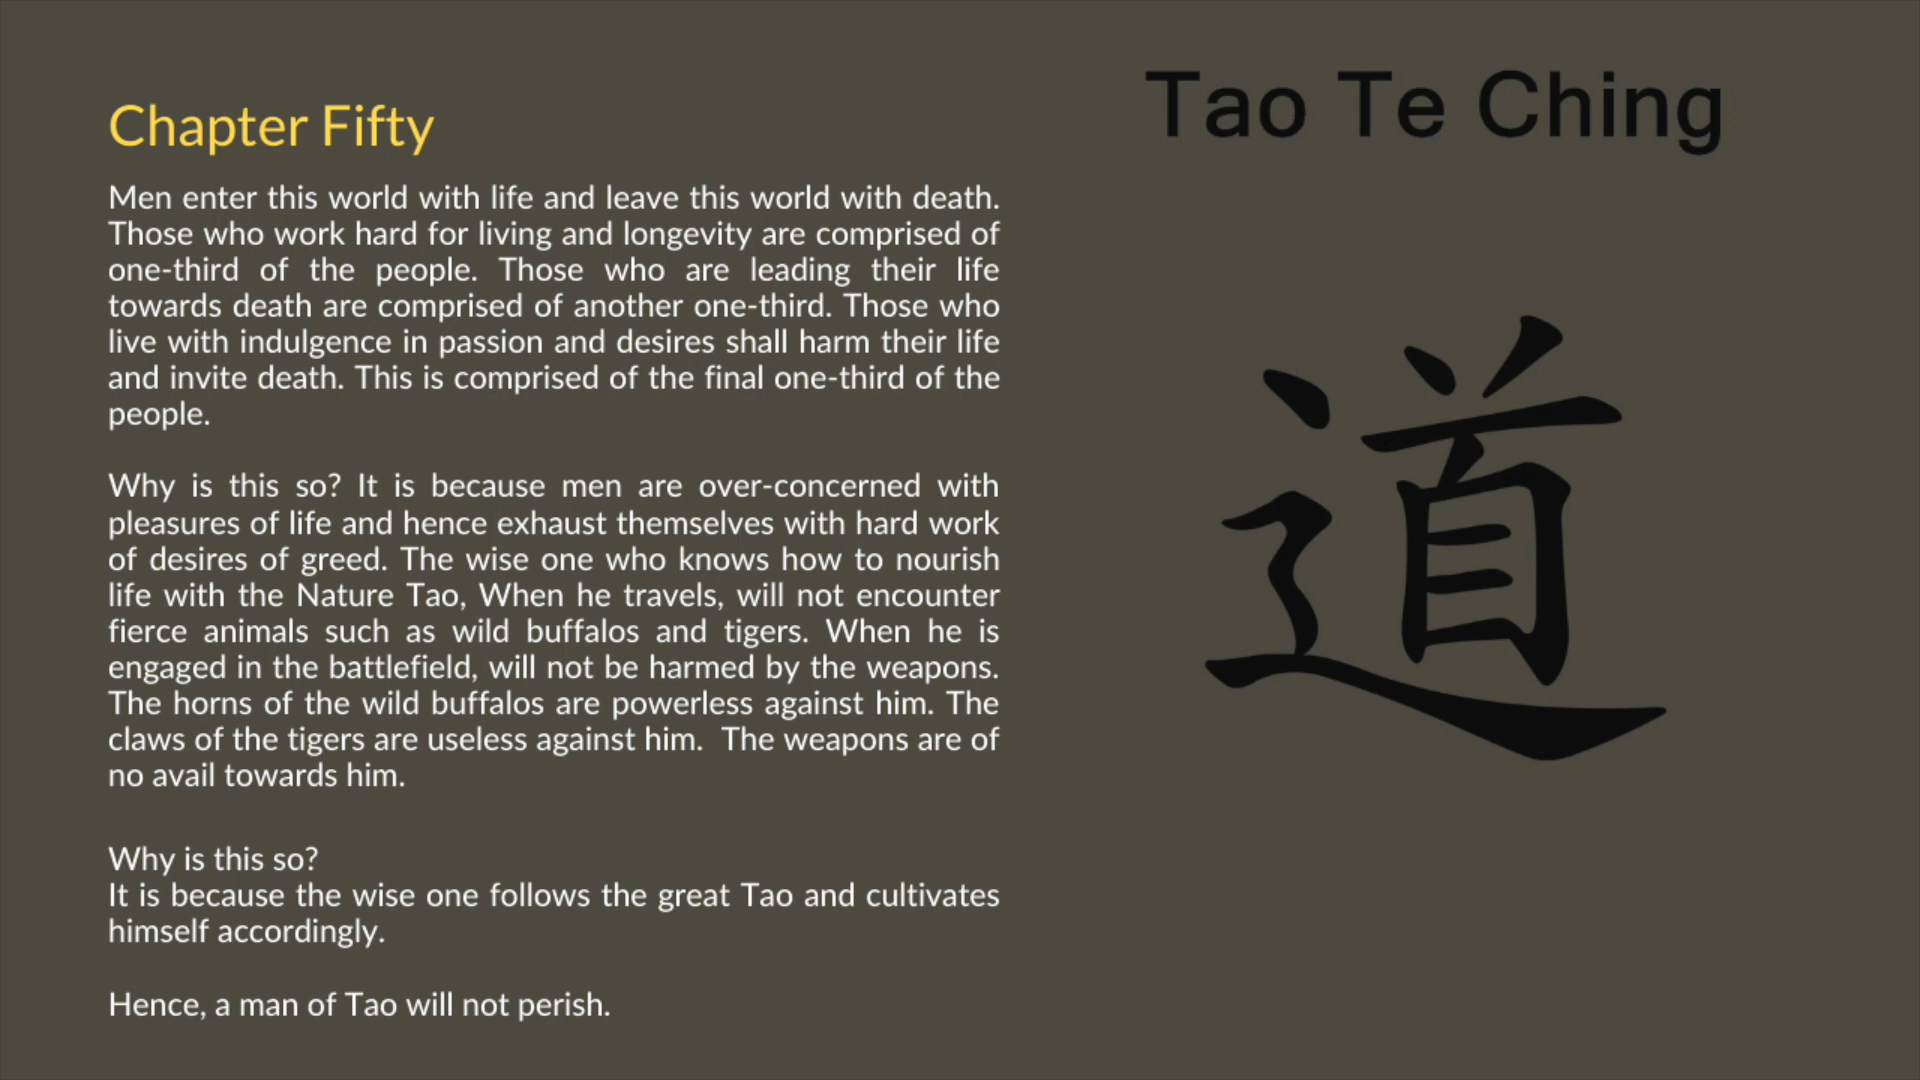 Chapter Fifty
Men enter this world with life and leave this world with death.
Those who work hard for living and longevity are comprised of
one-third of the people. Those who are leading their life
towards death are comprised of another one-third. Those who
live with indulgence in passion and desires shall harm their life
and invite death. This is comprised of the final one-third of the
people.
Why is this so? It is because men are over-concerned with
pleasures of life and hence exhaust themselves with hard work
of desires of greed. The wise one who knows how to nourish
life with the Nature Tao, When he travels, will not encounter
fierce animals such as wild buffalos and tigers. When he is
engaged in the battlefield, will not be harmed by the weapons.
The horns of the wild buffalos are powerless against him. The
claws of the tigers are useless against him.  The weapons are of
no avail towards him.
Why is this so?
It is because the wise one follows the great Tao and cultivates
himself accordingly.
Hence, a man of Tao will not perish.
Tao Te Ching
道